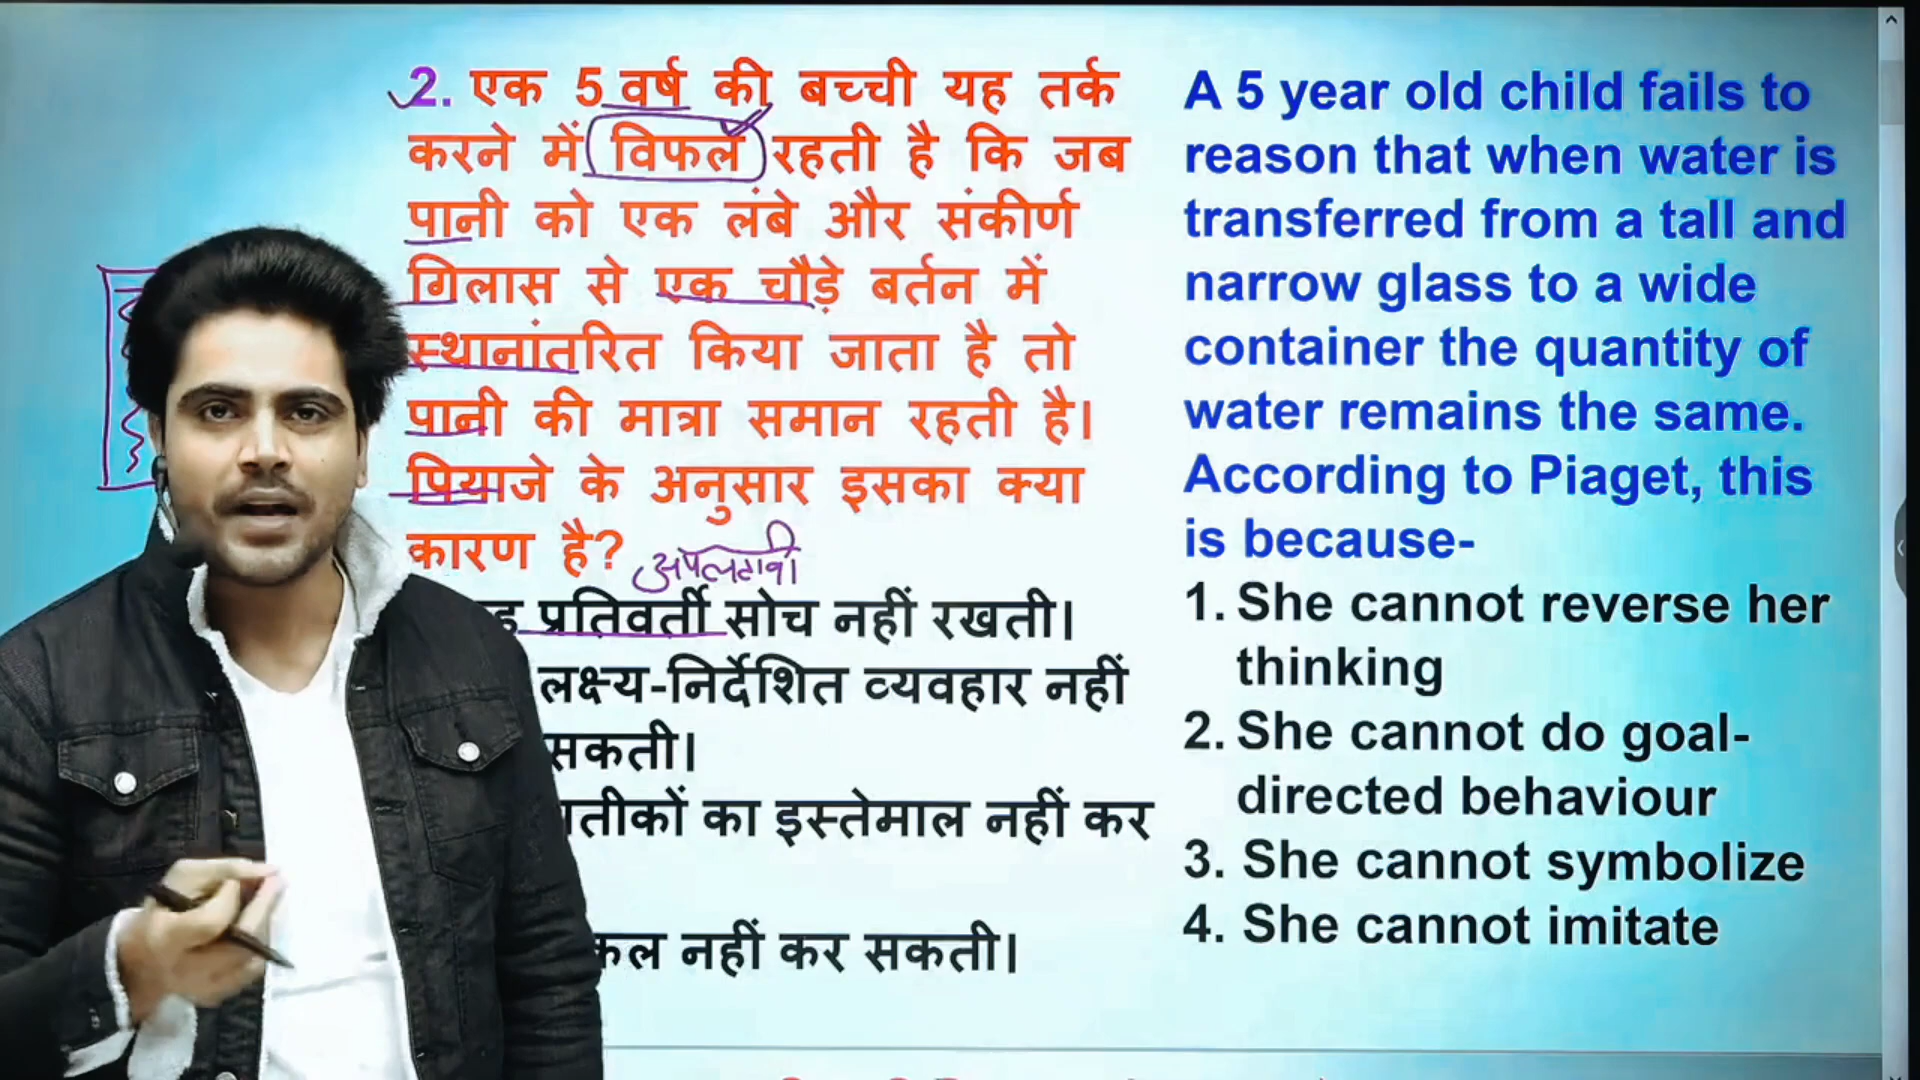 2. एक 5 वर्ष की बच्ची यह तर्क
करने में विफल रहती है कि जब
पानी को एक लंबे और संकीर्ण
गिलास से एक चौड़े बर्तन में
स्थानांतरित किया जाता है तो
पानी की मात्रा समान रहती है।
पियाजे के अनुसार इसका क्या
कारण है?
प्रतिवर्ती सोच नहीं रखती।
लक्ष्य-निर्देशित व्यवहार नहीं
सकती।
का इस्तेमाल नहीं कर
नहीं कर सकती।
A 5 year old child fails to
reason that when water is
transferred from a tall and
narrow glass to a wide
container the quantity of
water remains the same.
According to Piaget, this
is because-
1. She cannot reverse her
thinking
2. She cannot do goal-
directed behaviour
3. She cannot symbolize
4. She cannot imitate